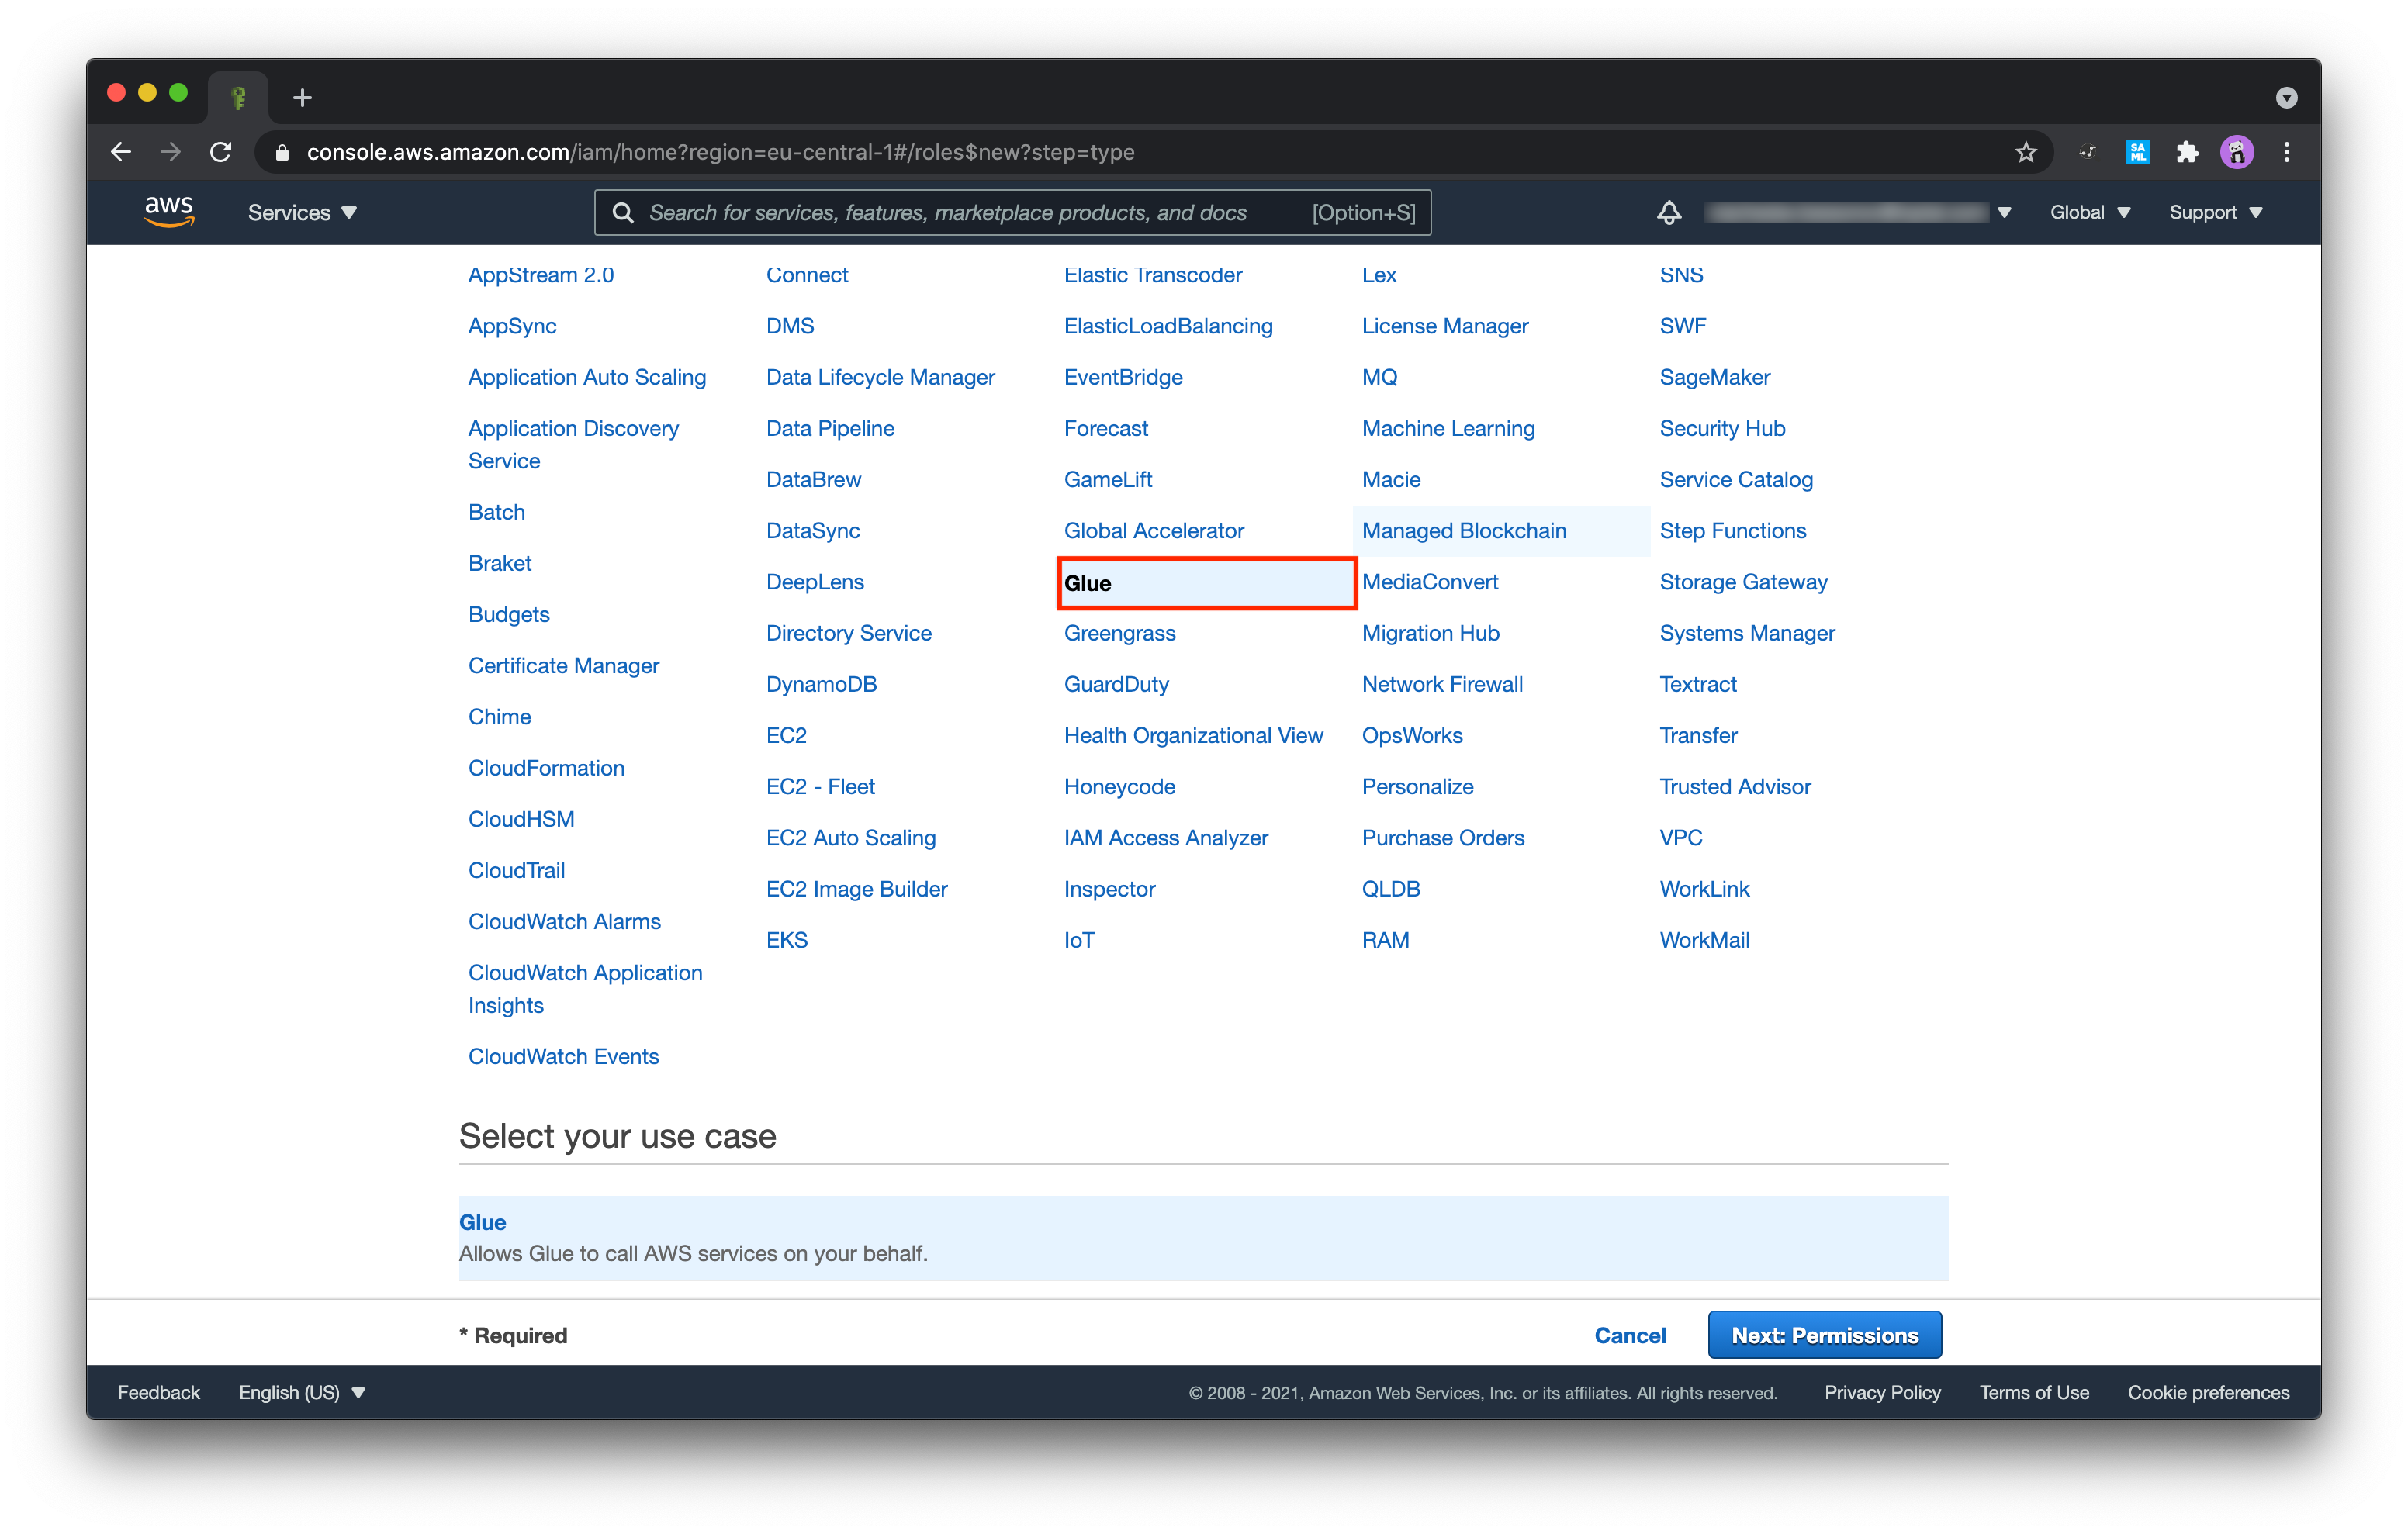 console.aws.amazon.com/iam/home?region=eu-central-1#/roles$new?step=type
SA
ML
aws
Services
Search for services, features, marketplace products, and docs
[Option+S]
Global
Support
AppStream 2.0
AppSync
Application Auto Scaling
Application Discovery
Service
Batch
Braket
Budgets
Certificate Manager
Chime
CloudFormation
CloudHSM
CloudTrail
CloudWatch Alarms
CloudWatch Application
Insights
CloudWatch Events
Connect
DMS
Data Lifecycle Manager
Data Pipeline
DataBrew
DataSync
DeepLens
Directory Service
DynamoDB
EC2
EC2 - Fleet
EC2 Auto Scaling
EC2 Image Builder
EKS
Elastic Transcoder
ElasticLoadBalancing
EventBridge
Forecast
GameLift
Global Accelerator
Glue
Greengrass
GuardDuty
Health Organizational View
Honeycode
IAM Access Analyzer
Inspector
IoT
Lex
License Manager
MQ
Machine Learning
Macie
Managed Blockchain
MediaConvert
Migration Hub
Network Firewall
OpsWorks
Personalize
Purchase Orders
QLDB
RAM
SNS
SWF
SageMaker
Security Hub
Service Catalog
Step Functions
Storage Gateway
Systems Manager
Textract
Transfer
Trusted Advisor
VPC
WorkLink
WorkMail
Select your use case
Glue
Allows Glue to call AWS services on your behalf.
* Required
Cancel
Next: Permissions
Feedback
English (US)
© 2008 - 2021, Amazon Web Services, Inc. or its affiliates. All rights reserved.
Privacy Policy
Terms of Use
Cookie preferences